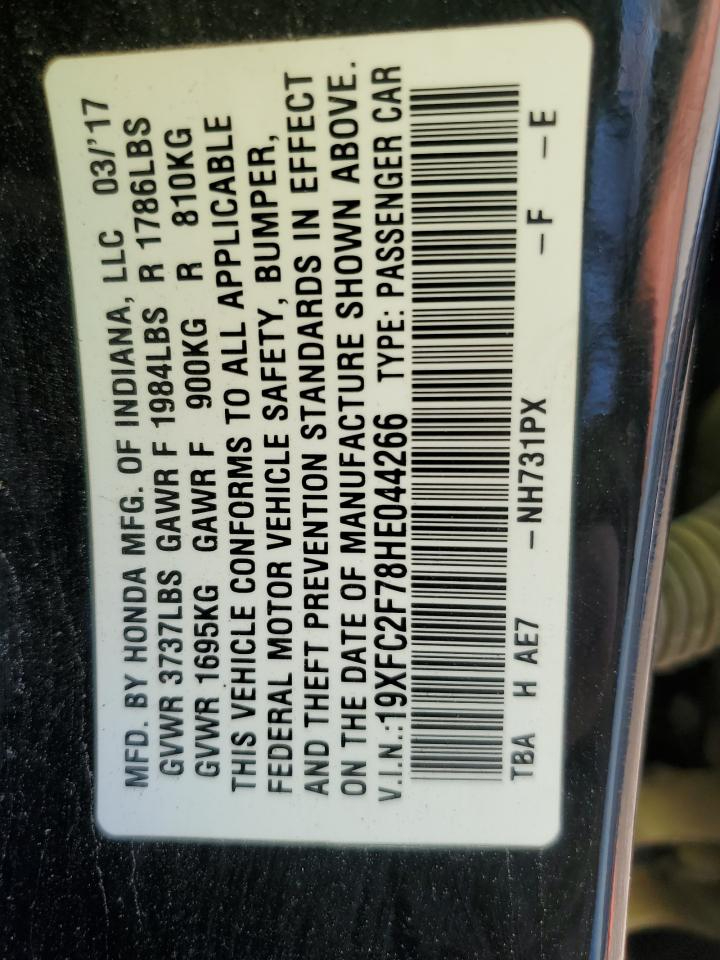 MFD. BY HONDA MFG. OF INDIANA, LLC 03/'17
GVWR 3737LBS GAWR F 1984LBS R 1786LBS
GVWR 1695KG GAWR F 900KG R 810KG
THIS VEHICLE CONFORMS TO ALL APPLICABLE
FEDERAL MOTOR VEHICLE SAFETY, BUMPER,
AND THEFT PREVENTION STANDARDS IN EFFECT
ON THE DATE OF MANUFACTURE SHOWN ABOVE.
V.I.N.:19XFC2F78HE044266 TYPE: PASSENGER CAR
TBA H AE7 -NH731PX -F -E